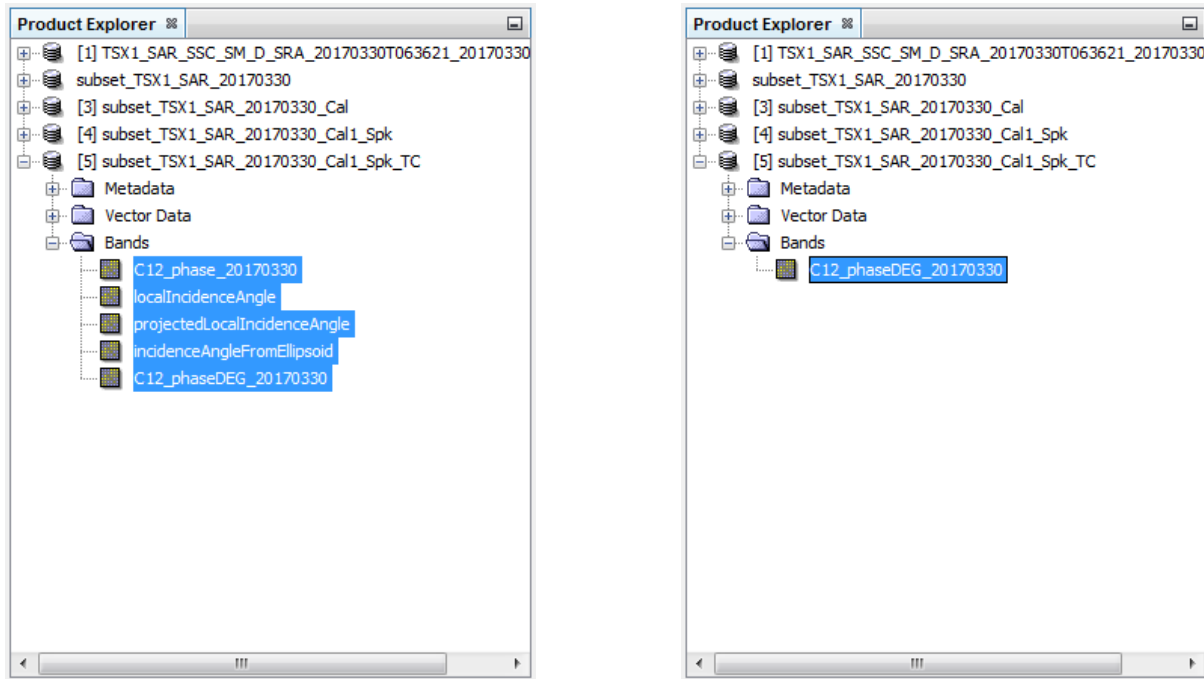 Product Explorer
[1] TSX1_SAR_SSC_SM_D_SRA_20170330T063621_20170330
subset_TSX1_SAR_20170330
[3] subset_TSX1_SAR_20170330_Cal
[4] subset_TSX1_SAR_20170330_Cal1_Spk
[5] subset_TSX1_SAR_20170330_Cal1_Spk_TC
Metadata
Vector Data
Bands
C12_phase_20170330
localIncidenceAngle
projectedLocalIncidenceAngle
incidenceAngleFromEllipsoid
C12_phaseDEG_20170330
Product Explorer
[1] TSX1_SAR_SSC_SM_D_SRA_20170330T063621_20170330
subset_TSX1_SAR_20170330
[3] subset_TSX1_SAR_20170330_Cal
[4] subset_TSX1_SAR_20170330_Cal1_Spk
[5] subset_TSX1_SAR_20170330_Cal1_Spk_TC
Metadata
Vector Data
Bands
C12_phaseDEG_20170330